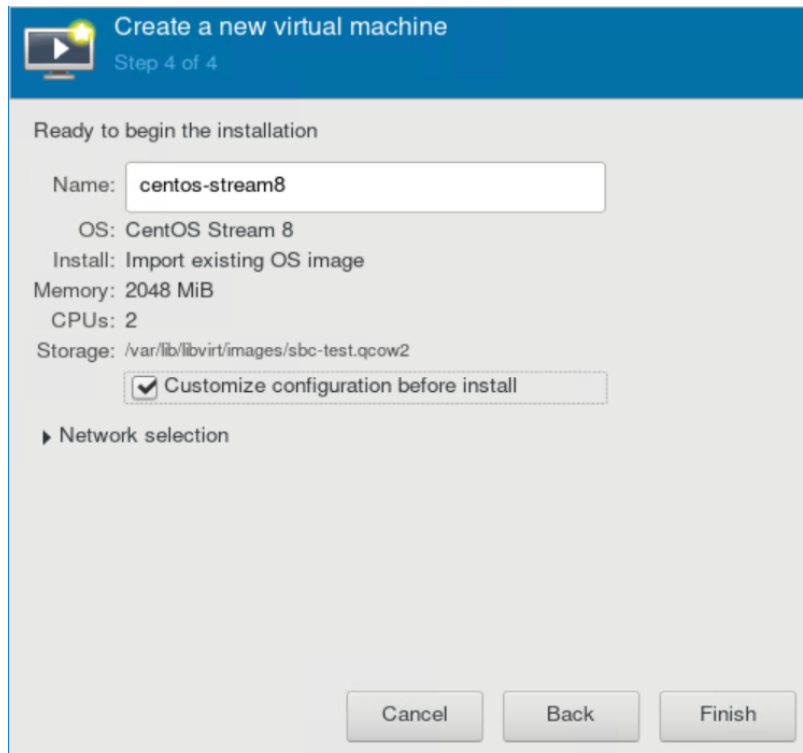 Create a new virtual machine
Step 4 of 4
Ready to begin the installation
Name: centos-stream8
OS: CentOS Stream 8
Install: Import existing OS image
Memory: 2048 MiB
CPUs: 2
Storage: /var/lib/libvirt/images/sbc-test.qcow2
Customize configuration before install
Network selection
Cancel Back Finish